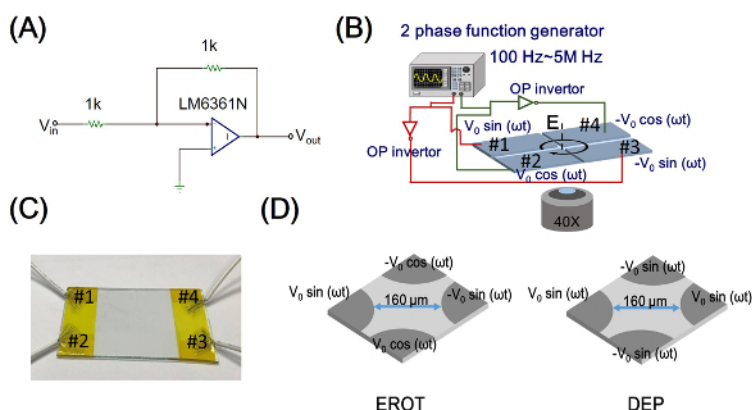 (A)
1k
1k
LM6361N
V_in
V_out
(B)
2 phase function generator
100 Hz~5M Hz
OP invertor
V₀ sin (ωt)
E
#4
-V₀ cos (ωt)
#1
#3
OP invertor
#2
-V₀ sin (ωt)
V₀ cos (ωt)
40X
(C)
#1
#4
#2
#3
(D)
-V₀ cos (ωt)
V₀ sin (ωt)
160 µm
-V₀ sin (ωt)
V₀ cos (ωt)
EROT
-V₀ sin (ωt)
V₀ sin (ωt)
160 µm
V₀ sin (ωt)
-V₀ sin (ωt)
DEP